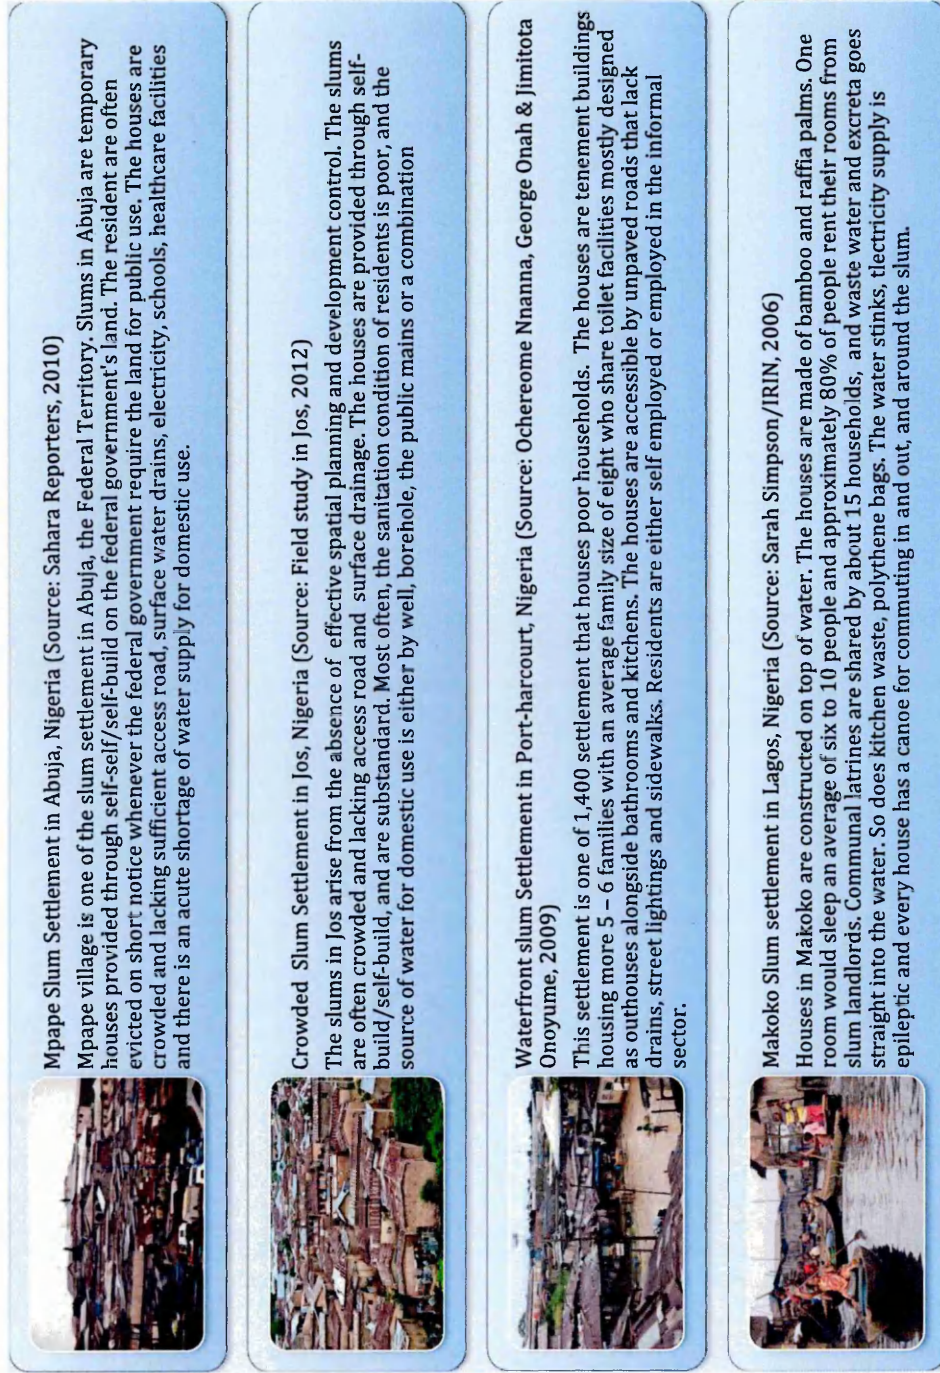 Mpape Slum Settlement in Abuja, Nigeria (Source: Sahara Reporters, 2010)
Mpape village is one of the slum settlement in Abuja, the Federal Territory. Slums in Abuja are temporary
houses provided through self-self/self-build on the federal government's land. The resident are often
evicted on short notice whenever the federal government require the land for public use. The houses are
crowded and lacking sufficient access road, surface water drains, electricity, schools, healthcare facilities
and there is an acute shortage of water supply for domestic use.
Crowded Slum Settlement in Jos, Nigeria (Source: Field study in Jos, 2012)
The slums in Jos arise from the absence of effective spatial planning and development control. The slums
are often crowded and lacking access road and surface drainage. The houses are provided through self-
build/self-build, and are substandard. Most often, the sanitation condition of residents is poor, and the
source of water for domestic use is either by well, borehole, the public mains or a combination
Waterfront slum Settlement in Port-harcourt, Nigeria (Source: Ochereome Nnanna, George Onah & Jimitota
Onoyume, 2009)
This settlement is one of 1,400 settlement that houses poor households. The houses are tenement buildings
housing more 5 – 6 families with an average family size of eight who share toilet facilities mostly designed
as outhouses alongside bathrooms and kitchens. The houses are accessible by unpaved roads that lack
drains, street lightings and sidewalks. Residents are either self employed or employed in the informal
sector.
Makoko Slum settlement in Lagos, Nigeria (Source: Sarah Simpson/IRIN, 2006)
Houses in Makoko are constructed on top of water. The houses are made of bamboo and raffia palms. One
room would sleep an average of six to 10 people and approximately 80% of people rent their rooms from
slum landlords. Communal latrines are shared by about 15 households, and waste water and excreta goes
straight into the water. So does kitchen waste, polythene bags. The water stinks, electricity supply is
epileptic and every house has a canoe for commuting in and out, and around the slum.